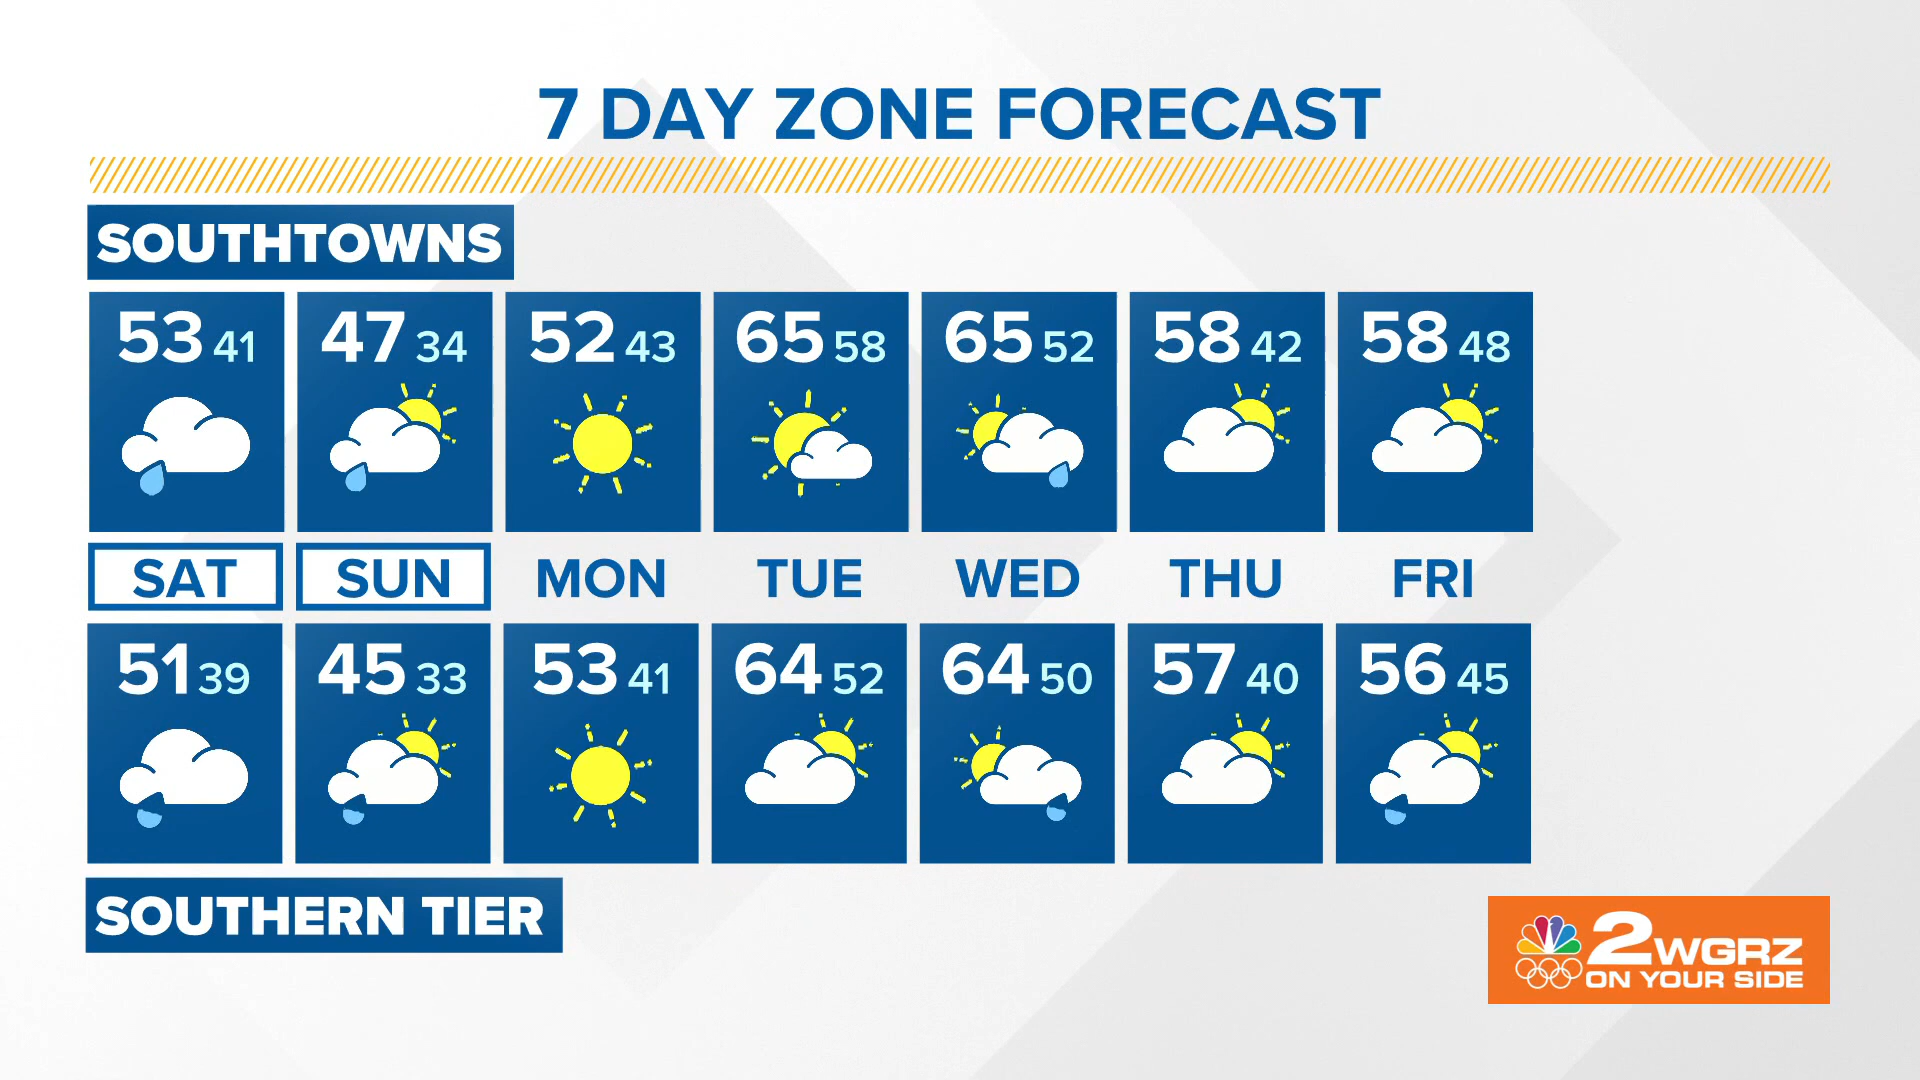 7 DAY ZONE FORECAST
SOUTHTOWNS
53 41 47 34 52 43 65 58 65 52 58 42 58 48
SAT SUN MON TUE WED THU FRI
51 39 45 33 53 41 64 52 64 50 57 40 56 45
SOUTHERN TIER
2 WGRZ
ON YOUR SIDE